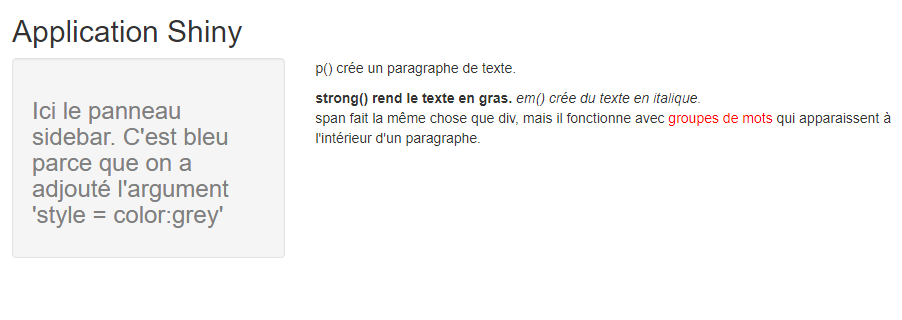 Application Shiny
Ici le panneau
sidebar. C'est bleu
parce que on a
adjouté l'argument
'style = color:grey'
p() crée un paragraphe de texte.
strong() rend le texte en gras. em() crée du texte en italique.
span fait la même chose que div, mais il fonctionne avec groupes de mots qui apparaissent à
l'intérieur d'un paragraphe.